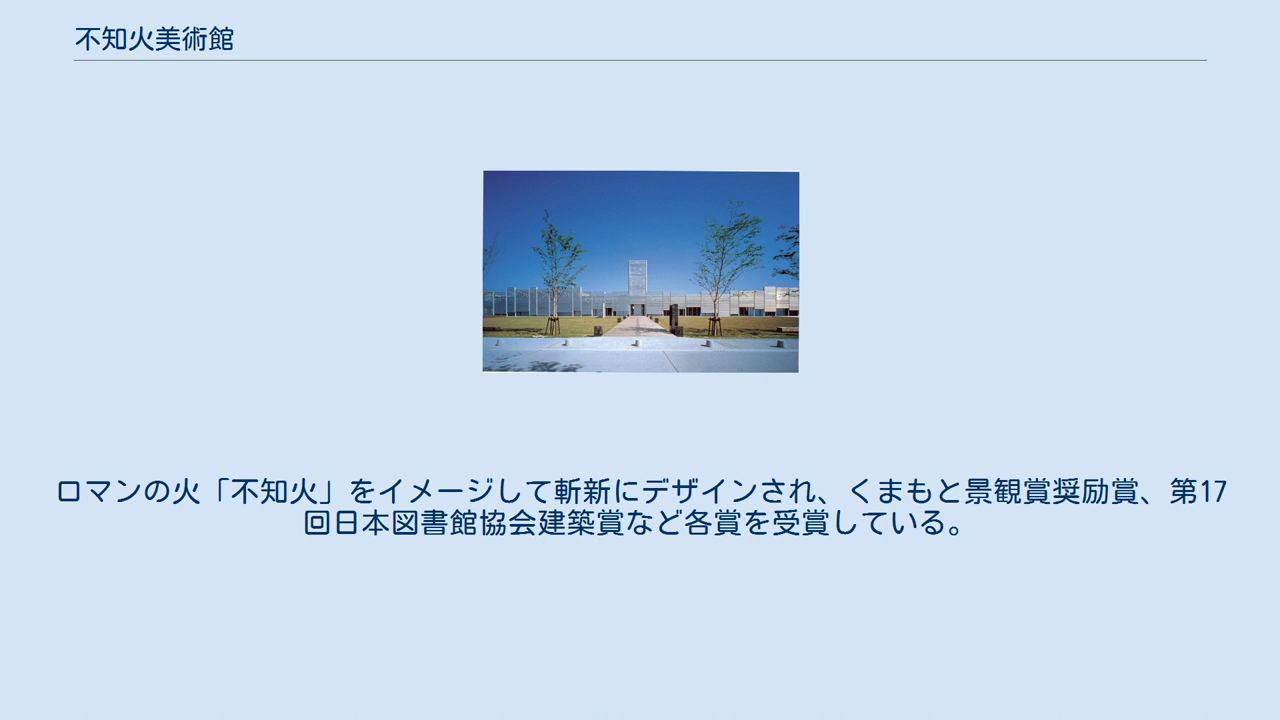 不知火美術館
ロマンの火「不知火」をイメージして斬新にデザインされ、くまもと景観賞奨励賞、第17
回日本図書館協会建築賞など各賞を受賞している。